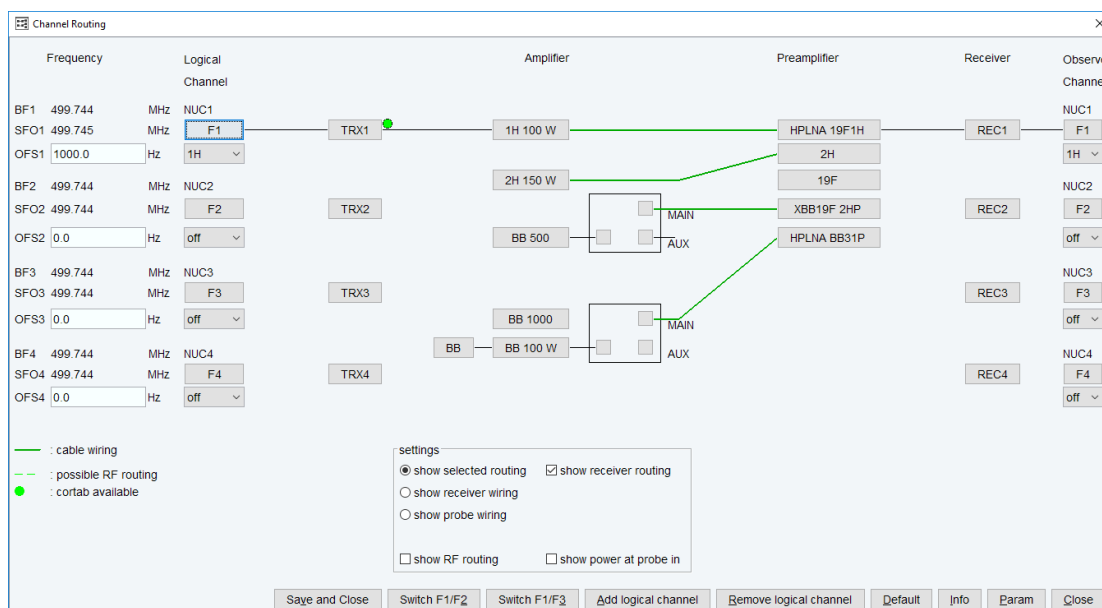 Channel Routing
Frequency Logical Channel Amplifier Preamplifier Receiver Observe Channe
BF1 499.744 MHz NUC1 NUC1
SFO1 499.745 MHz F1 TRX1 1H 100 W HPLNA 19F1H REC1 F1
OFS1 1000.0 Hz 1H 2H 1H
BF2 499.744 MHz NUC2 2H 150 W 19F NUC2
SFO2 499.744 MHz F2 TRX2 MAIN XBB19F 2HP REC2 F2
OFS2 0.0 Hz off BB 500 AUX HPLNA BB31P off
BF3 499.744 MHz NUC3 NUC3
SFO3 499.744 MHz F3 TRX3 REC3 F3
OFS3 0.0 Hz off BB 1000 MAIN off
BF4 499.744 MHz NUC4 BB BB 100 W AUX NUC4
SFO4 499.744 MHz F4 TRX4 REC4 F4
OFS4 0.0 Hz off off
: cable wiring
: possible RF routing
: cortab available
settings
show selected routing show receiver routing
show receiver wiring
show probe wiring
show RF routing show power at probe in
Save and Close Switch F1/F2 Switch F1/F3 Add logical channel Remove logical channel Default Info Param Close